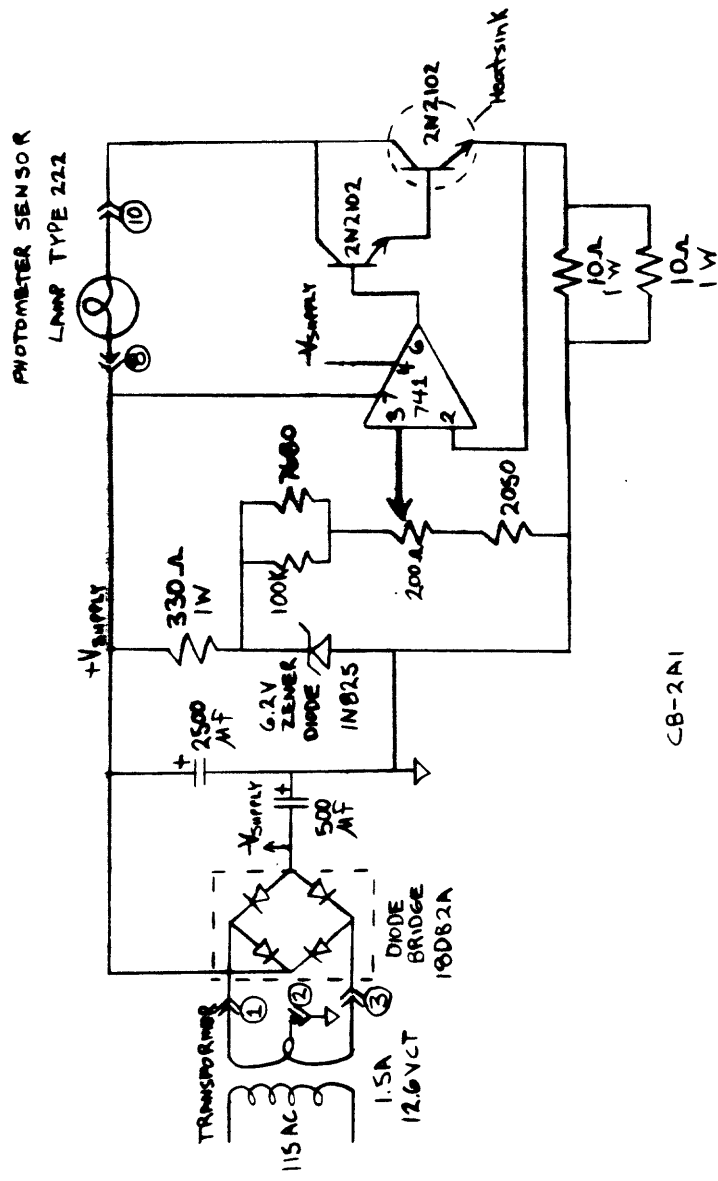 PHOTOMETER SENSOR
LAMP TYPE 222
8
10
+VSUPPLY
330Ω
1W
2500
MF
+
6.2V
ZENER
DIODE
1N825
100K
7680
200Ω
2050
-VSUPPLY
7
4
3
741
6
2
2N2102
2N2102
Heatsink
10Ω
1W
10Ω
1W
-VSUPPLY
+
500
MF
TRANSFORMER
1
2
3
115 AC
1.5A
12.6VCT
DIODE
BRIDGE
18DB2A
CB-2A1